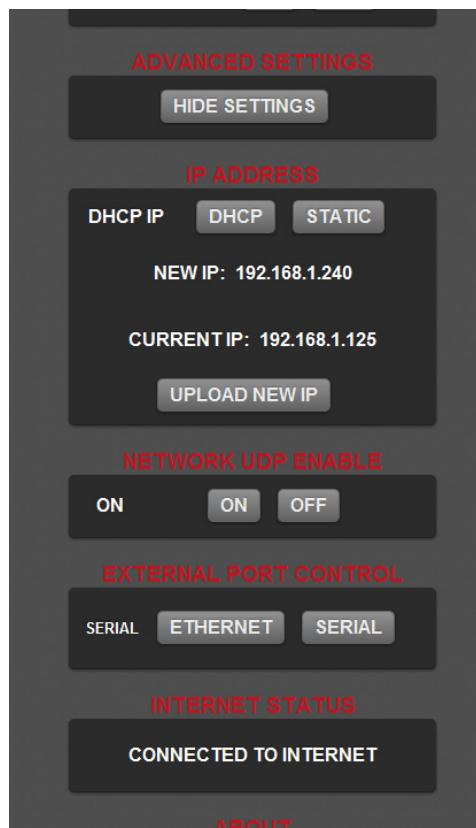 ADVANCED SETTINGS
HIDE SETTINGS
IP ADDRESS
DHCP IP DHCP STATIC
NEW IP: 192.168.1.240
CURRENT IP: 192.168.1.125
UPLOAD NEW IP
NETWORK UDP ENABLE
ON ON OFF
EXTERNAL PORT CONTROL
SERIAL ETHERNET SERIAL
INTERNET STATUS
CONNECTED TO INTERNET
ABOUT